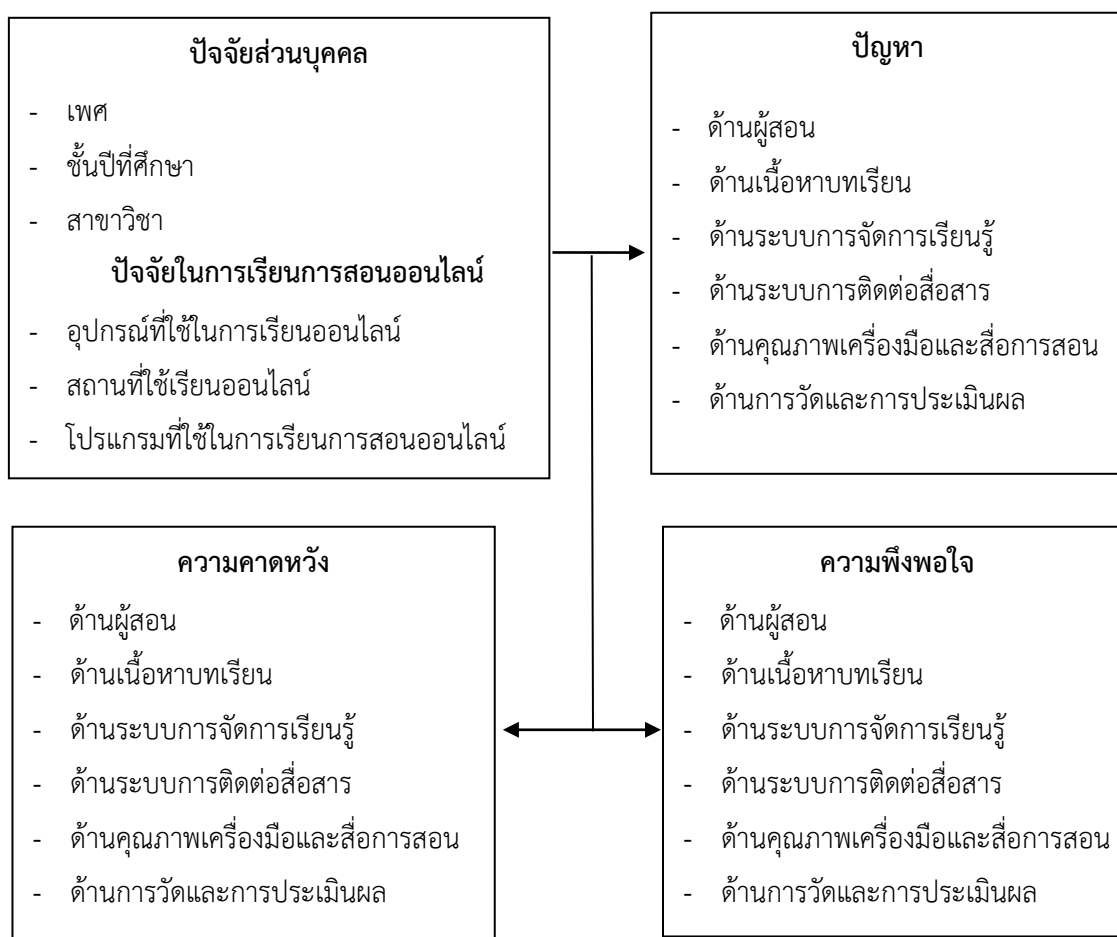 ปัจจัยส่วนบุคคล
- เพศ
- ชั้นปีที่ศึกษา
- สาขาวิชา
ปัจจัยในการเรียนการสอนออนไลน์
- อุปกรณ์ที่ใช้ในการเรียนออนไลน์
- สถานที่ใช้เรียนออนไลน์
- โปรแกรมที่ใช้ในการเรียนการสอนออนไลน์
ปัญหา
- ด้านผู้สอน
- ด้านเนื้อหาบทเรียน
- ด้านระบบการจัดการเรียนรู้
- ด้านระบบการติดต่อสื่อสาร
- ด้านคุณภาพเครื่องมือและสื่อการสอน
- ด้านการวัดและการประเมินผล
ความคาดหวัง
- ด้านผู้สอน
- ด้านเนื้อหาบทเรียน
- ด้านระบบการจัดการเรียนรู้
- ด้านระบบการติดต่อสื่อสาร
- ด้านคุณภาพเครื่องมือและสื่อการสอน
- ด้านการวัดและการประเมินผล
ความพึงพอใจ
- ด้านผู้สอน
- ด้านเนื้อหาบทเรียน
- ด้านระบบการจัดการเรียนรู้
- ด้านระบบการติดต่อสื่อสาร
- ด้านคุณภาพเครื่องมือและสื่อการสอน
- ด้านการวัดและการประเมินผล